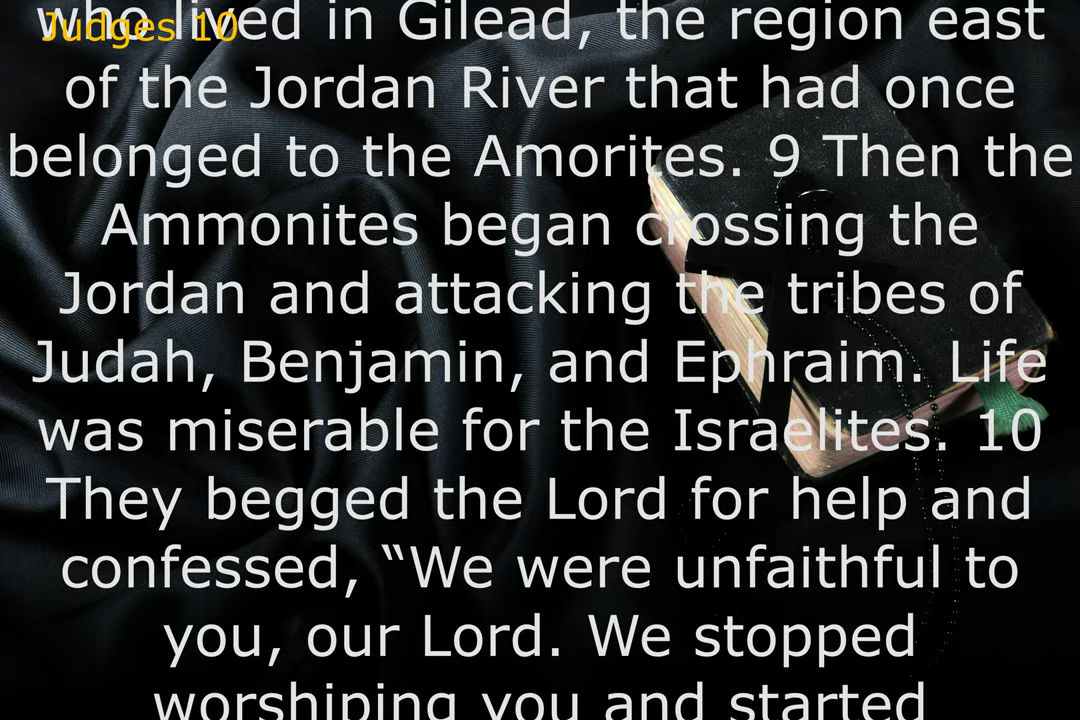 Judges 10
who lived in Gilead, the region east
of the Jordan River that had once
belonged to the Amorites. 9 Then the
Ammonites began crossing the
Jordan and attacking the tribes of
Judah, Benjamin, and Ephraim. Life
was miserable for the Israelites. 10
They begged the Lord for help and
confessed, “We were unfaithful to
you, our Lord. We stopped
worshiping you and started